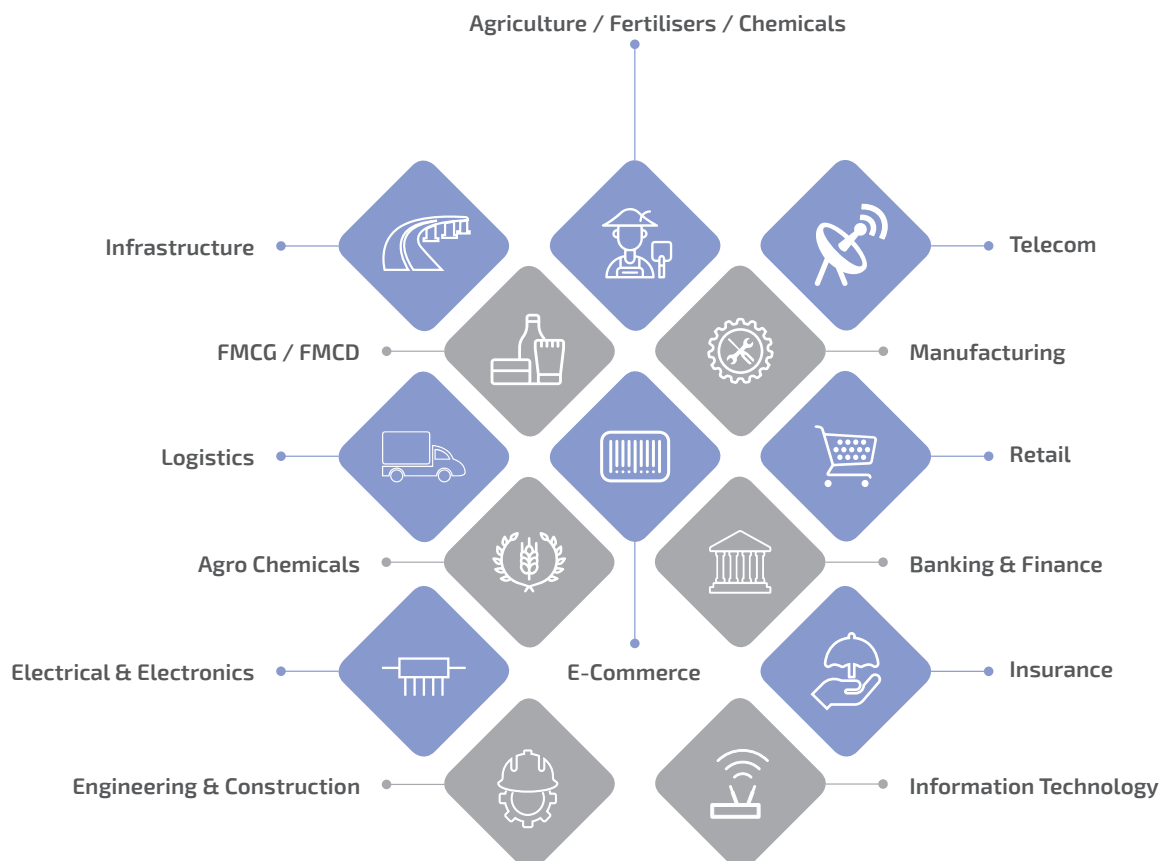 Agriculture / Fertilisers / Chemicals
Infrastructure
Telecom
FMCG / FMCD
Manufacturing
Logistics
Retail
Agro Chemicals
Banking & Finance
Electrical & Electronics
E-Commerce
Insurance
Engineering & Construction
Information Technology